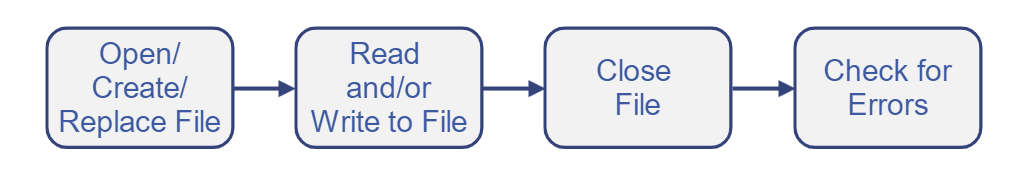 Open/
Create/
Replace File
Read
and/or
Write to File
Close
File
Check for
Errors